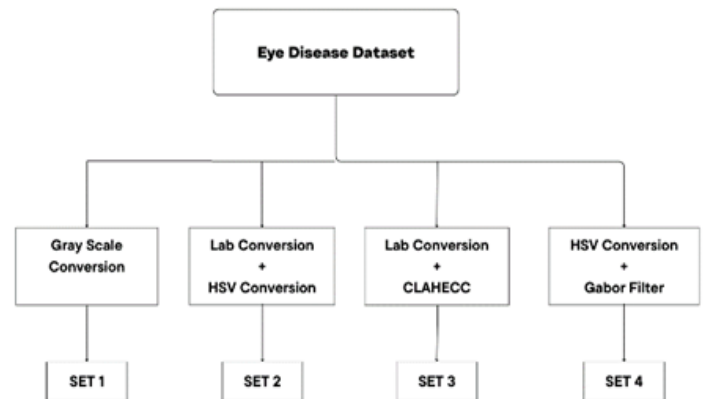 Eye Disease Dataset
Gray Scale
Conversion
Lab Conversion
+
HSV Conversion
Lab Conversion
+
CLAHECC
HSV Conversion
+
Gabor Filter
SET 1
SET 2
SET 3
SET 4